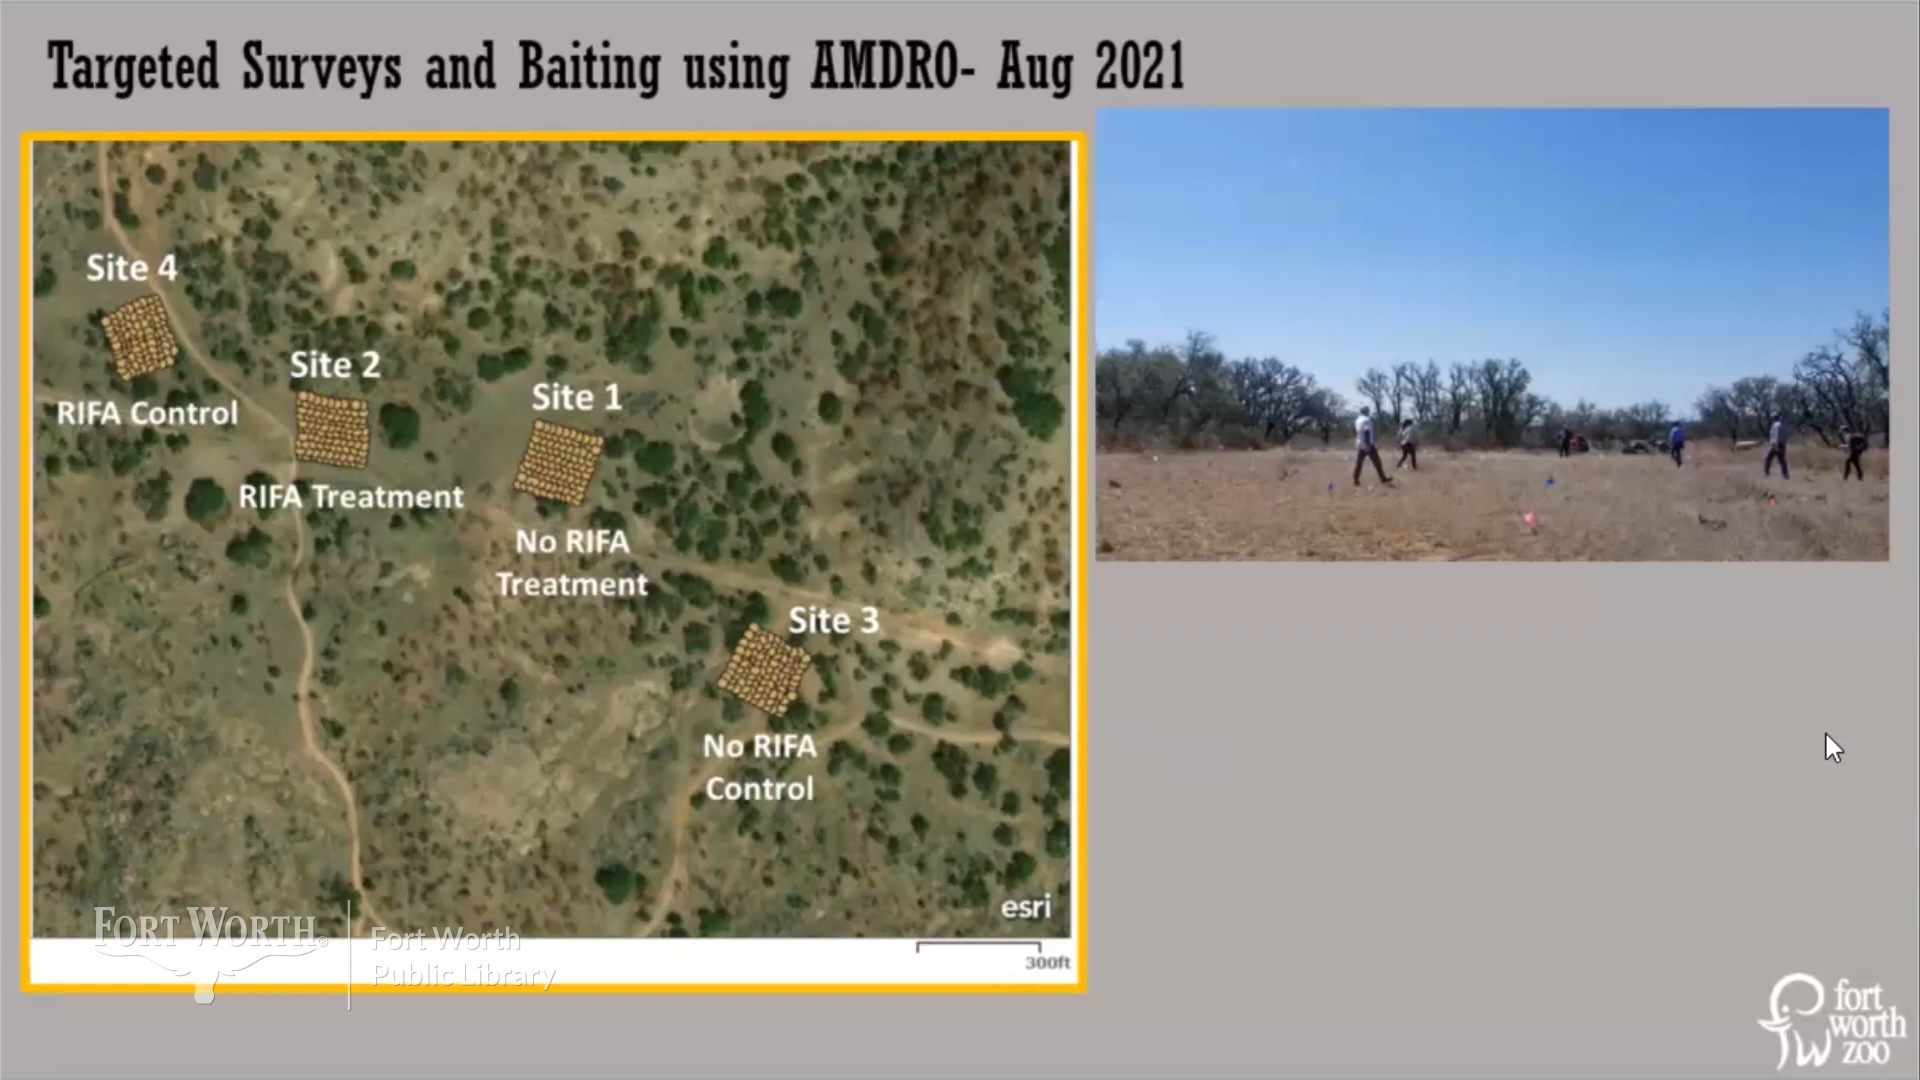 Targeted Surveys and Baiting using AMDRO- Aug 2021
Site 4
RIFA Control
Site 2
RIFA Treatment
Site 1
No RIFA
Treatment
Site 3
No RIFA
Control
esri
300ft
FORT WORTH®
Fort Worth
Public Library
fort
worth
zoo